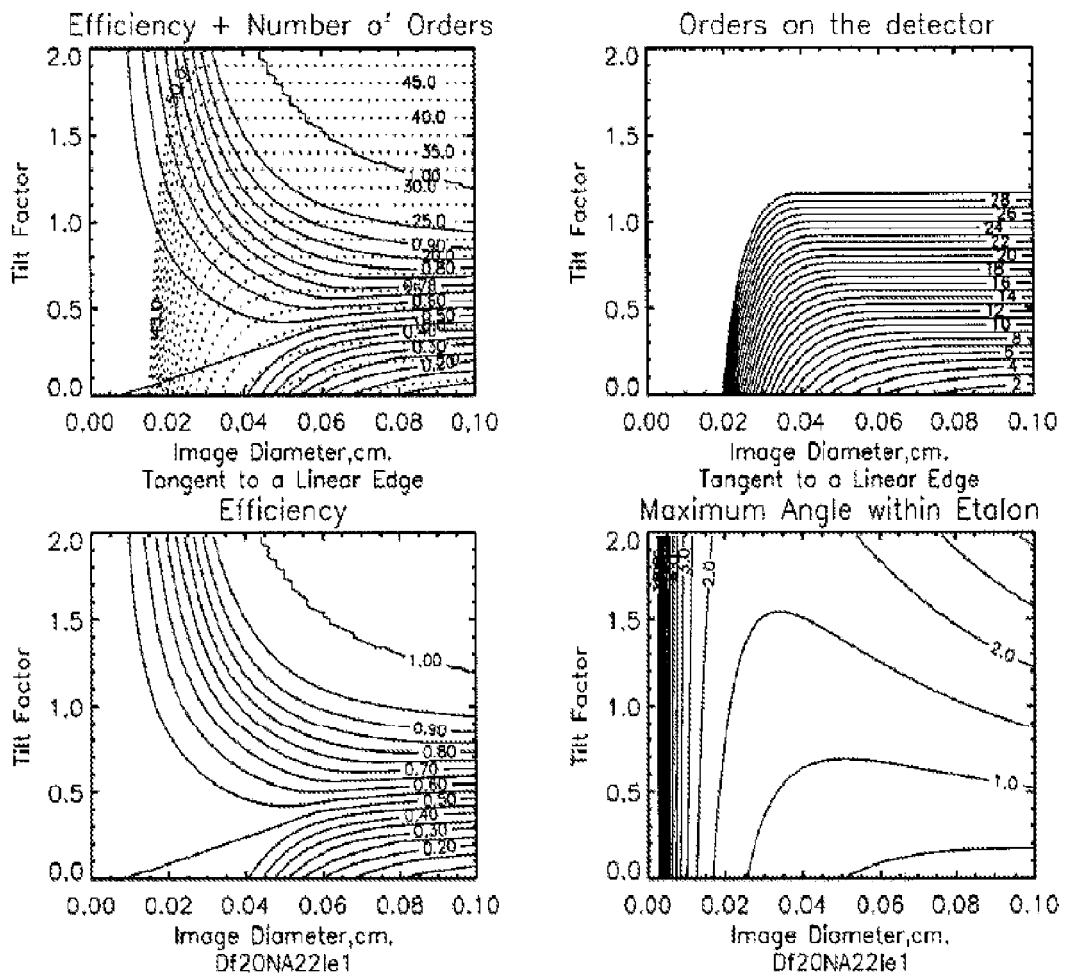 Efficiency + Number of Orders
2.0
1.5
1.0
0.5
0.0
Tilt Factor
45.0
40.0
35.0
1.00
30.0
25.0
0.90
0.80
0.50
0.30
0.20
0.00 0.02 0.04 0.06 0.08 0.10
Image Diameter,cm.
Tangent to a Linear Edge
Orders on the detector
2.0
1.5
1.0
0.5
0.0
Tilt Factor
28
26
24
22
20
18
16
14
12
10
8
6
4
2
0.00 0.02 0.04 0.06 0.08 0.10
Image Diameter,cm.
Tangent to a Linear Edge
Efficiency
2.0
1.5
1.0
0.5
0.0
Tilt Factor
1.00
0.90
0.80
0.70
0.60
0.50
0.40
0.30
0.20
0.00 0.02 0.04 0.06 0.08 0.10
Image Diameter,cm.
Df20NA22le1
Maximum Angle within Etalon
2.0
1.5
1.0
0.5
0.0
Tilt Factor
3.0
2.0
2.0
1.0
0.00 0.02 0.04 0.06 0.08 0.10
Image Diameter,cm.
Df20NA22le1